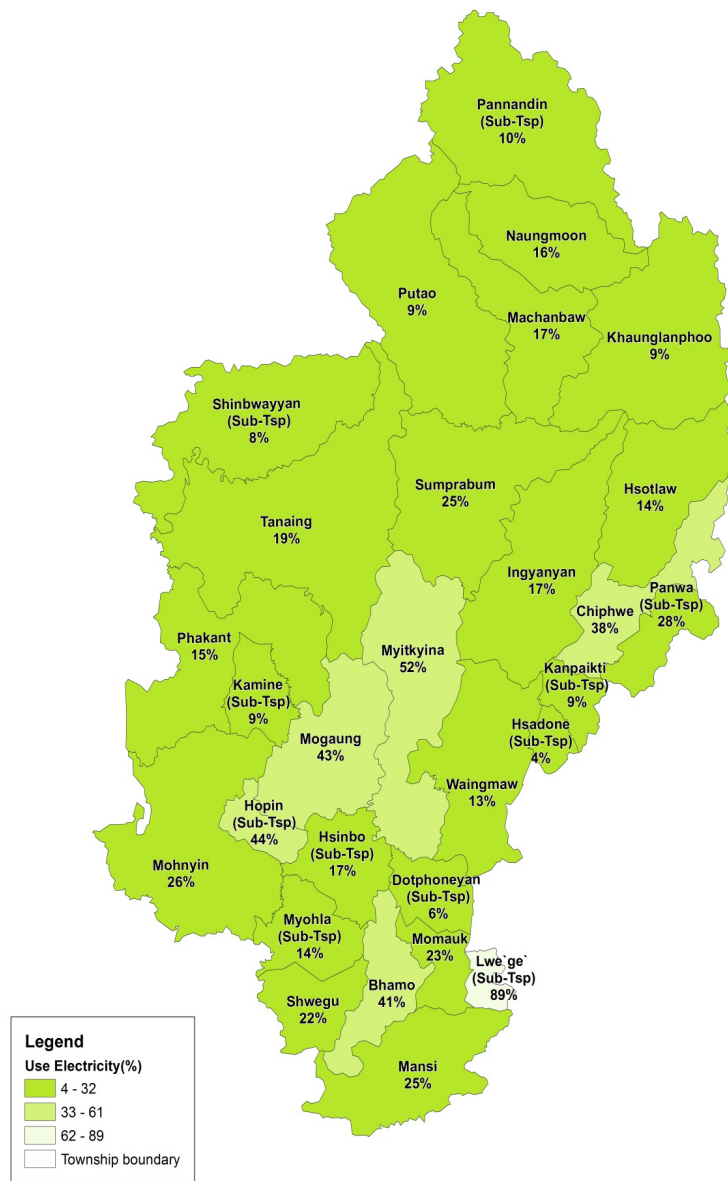 Pannandin
(Sub-Tsp)
10%
Naungmoon
16%
Putao
9%
Machanbaw
17%
Khaunglanphoo
9%
Shinbwayyan
(Sub-Tsp)
8%
Sumprabum
25%
Hsotlaw
14%
Tanaing
19%
Ingyanyan
17%
Chiphwe
38%
Panwa
(Sub-Tsp)
28%
Phakant
15%
Myitkyina
52%
Kamine
(Sub-Tsp)
9%
Kanpaikti
(Sub-Tsp)
9%
Mogaung
43%
Hsadone
(Sub-Tsp)
4%
Waingmaw
13%
Hopin
(Sub-Tsp)
44%
Hsinbo
(Sub-Tsp)
17%
Mohnyin
26%
Dotphoneyan
(Sub-Tsp)
6%
Myohla
(Sub-Tsp)
14%
Momauk
23%
Lwe`ge`
(Sub-Tsp)
89%
Bhamo
41%
Shwegu
22%
Mansi
25%
Legend
Use Electricity(%)
4 - 32
33 - 61
62 - 89
Township boundary